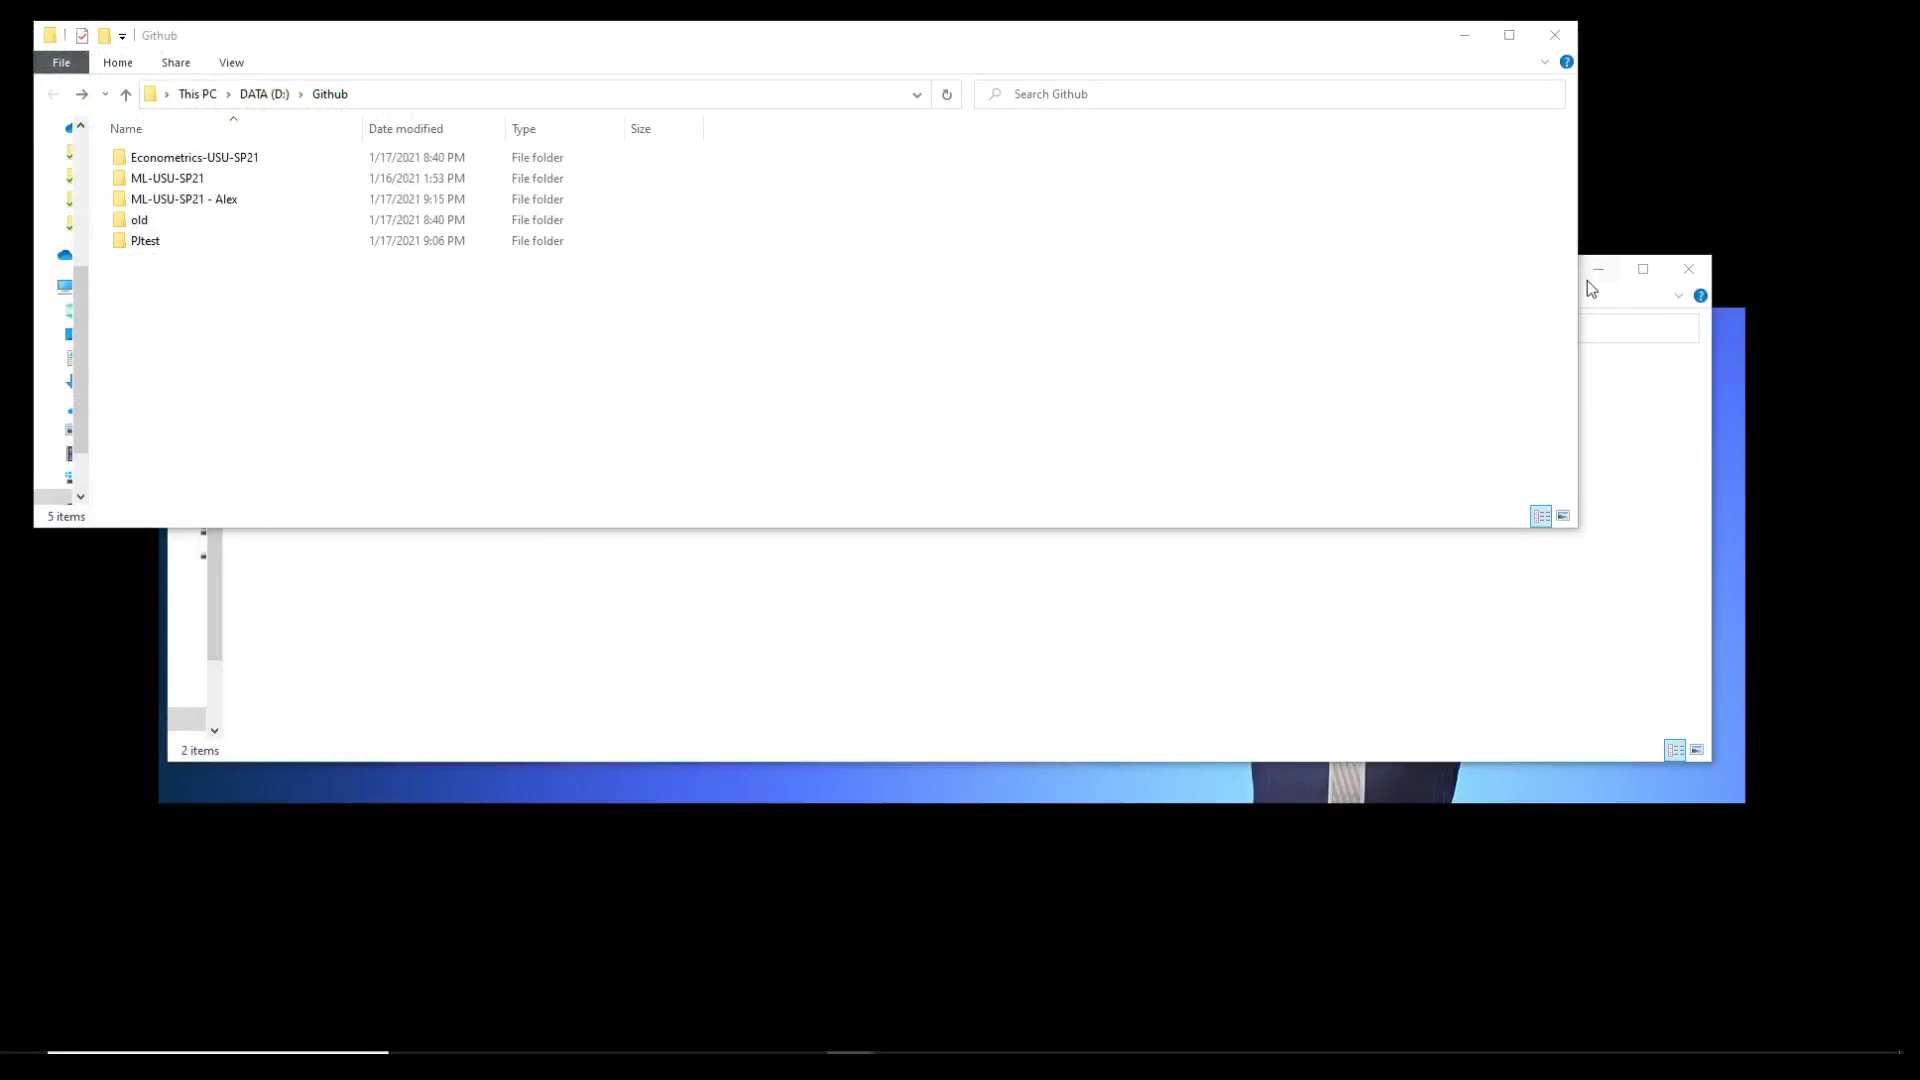 Github
File Home Share View
This PC DATA (D:) Github
Search Github
Name Date modified Type Size
Econometrics-USU-SP21 1/17/2021 8:40 PM File folder
ML-USU-SP21 1/16/2021 1:53 PM File folder
ML-USU-SP21 - Alex 1/17/2021 9:15 PM File folder
old 1/17/2021 8:40 PM File folder
PJtest 1/17/2021 9:06 PM File folder
5 items
2 items